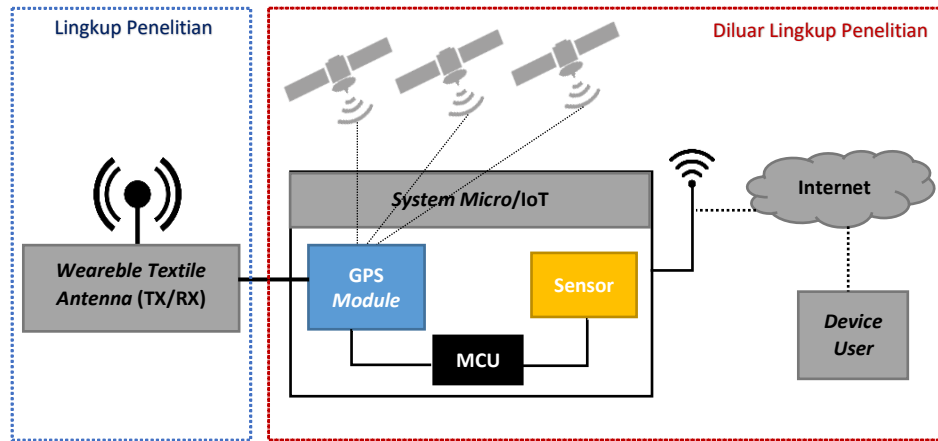 Lingkup Penelitian
Diluar Lingkup Penelitian
System Micro/IoT
Internet
Weareble Textile
Antenna (TX/RX)
GPS
Module
Sensor
MCU
Device
User